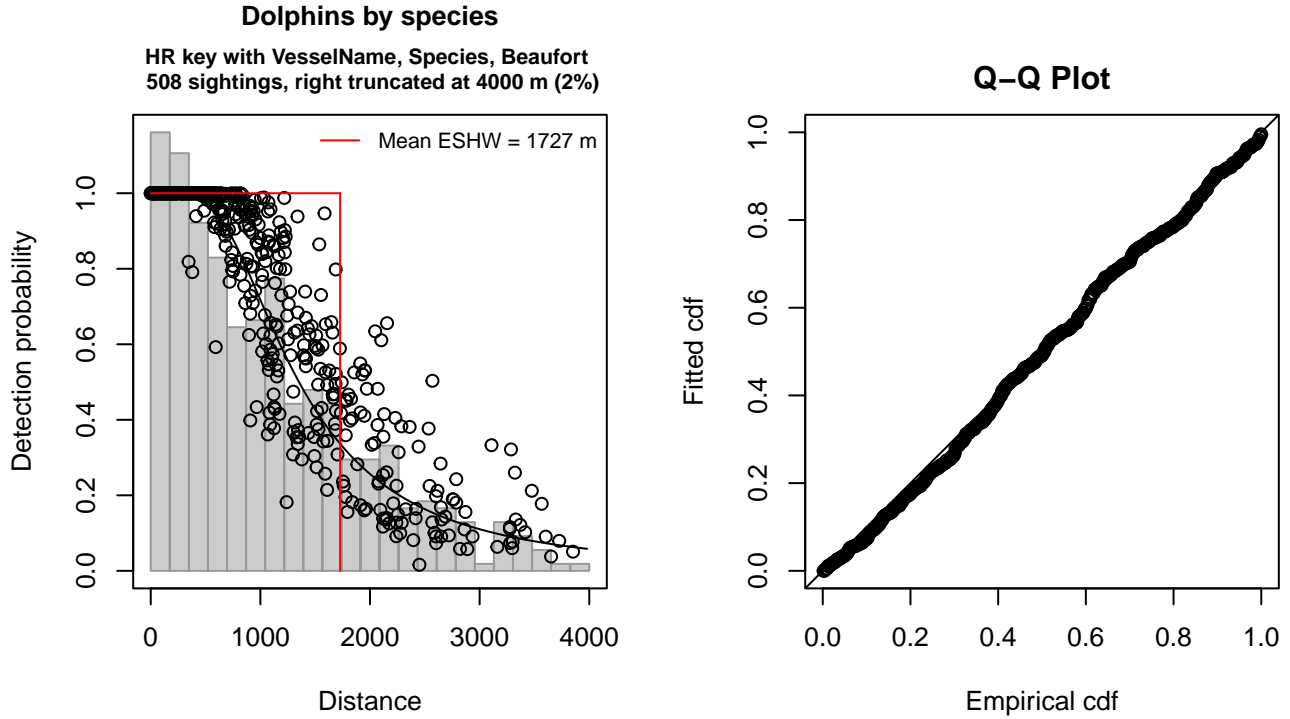 Dolphins by species
HR key with VesselName, Species, Beaufort
508 sightings, right truncated at 4000 m (2%)
Mean ESHW = 1727 m
Detection probability
1.0
0.8
0.6
0.4
0.2
0.0
0 1000 2000 3000 4000
Distance
Q−Q Plot
Fitted cdf
1.0
0.8
0.6
0.4
0.2
0.0
0.0 0.2 0.4 0.6 0.8 1.0
Empirical cdf